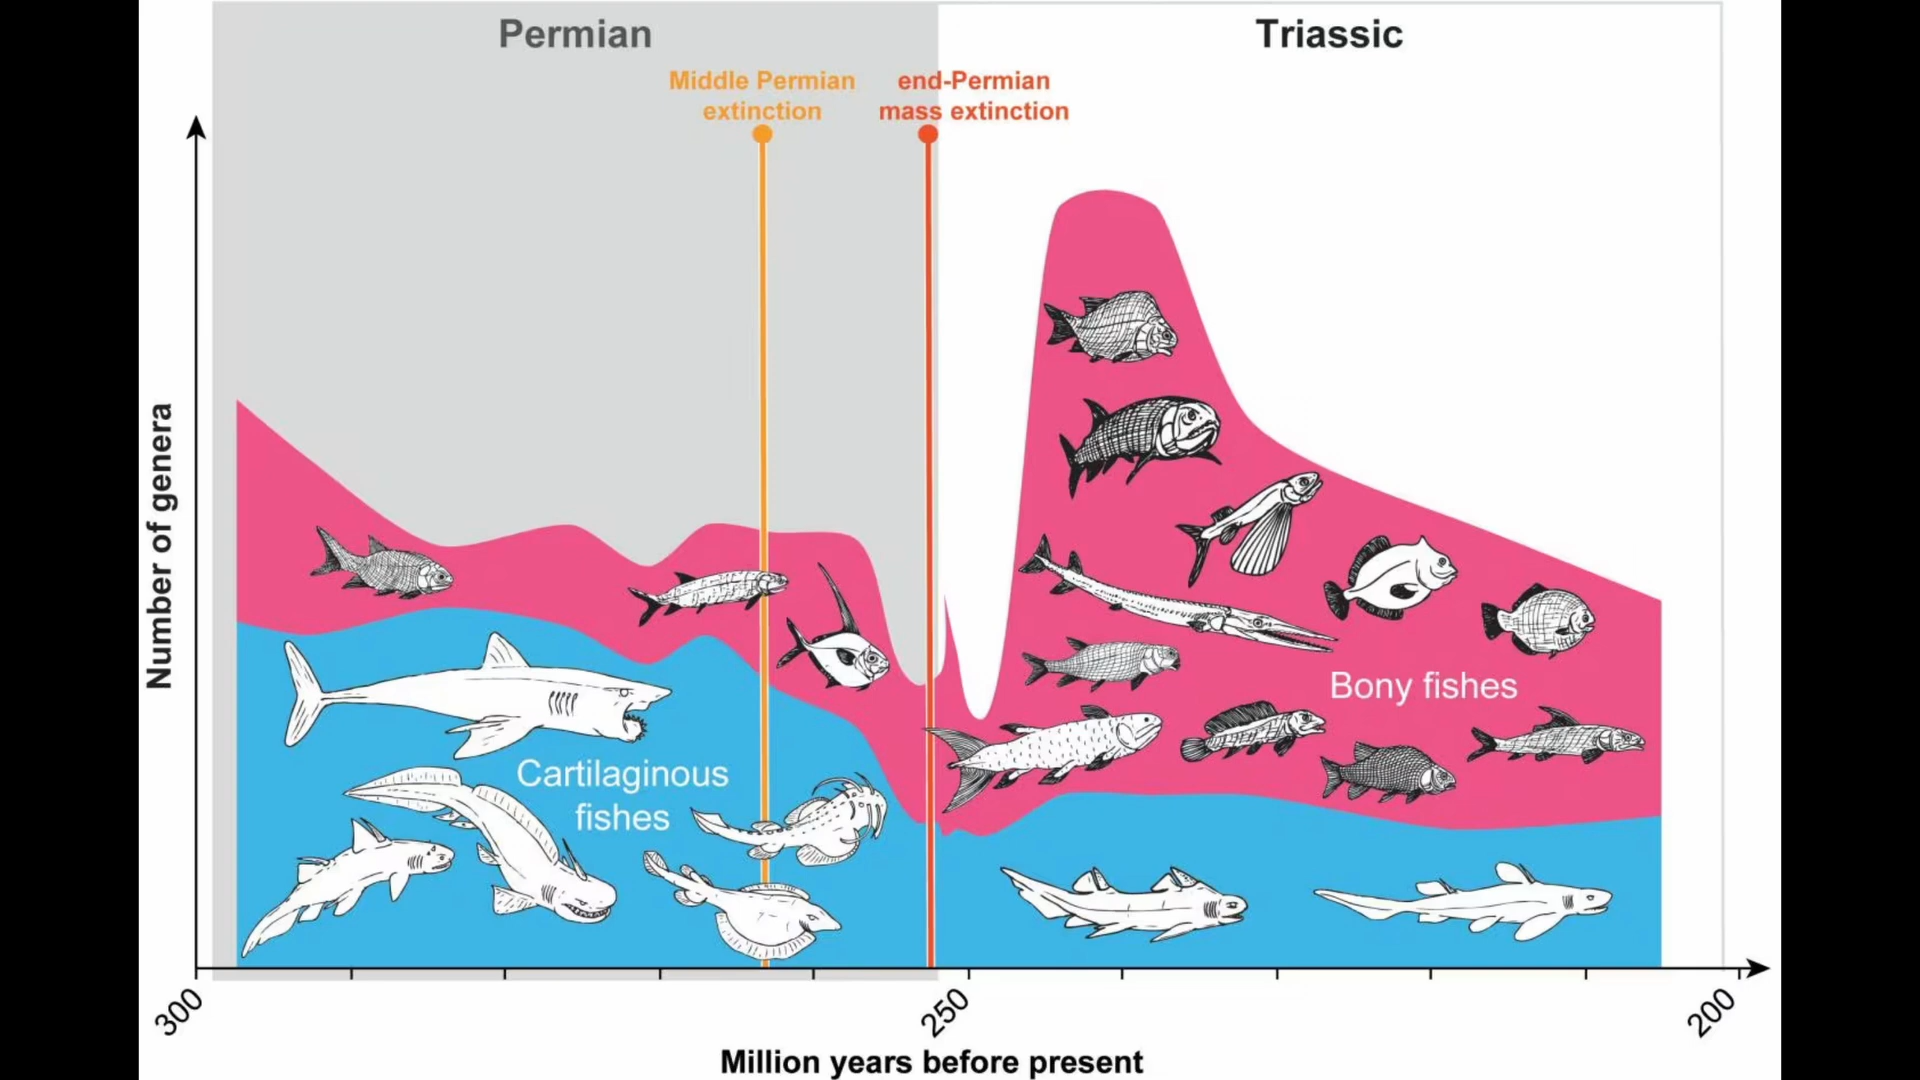 Permian
Triassic
Middle Permian
extinction
end-Permian
mass extinction
Number of genera
Bony fishes
Cartilaginous
fishes
300
250
200
Million years before present